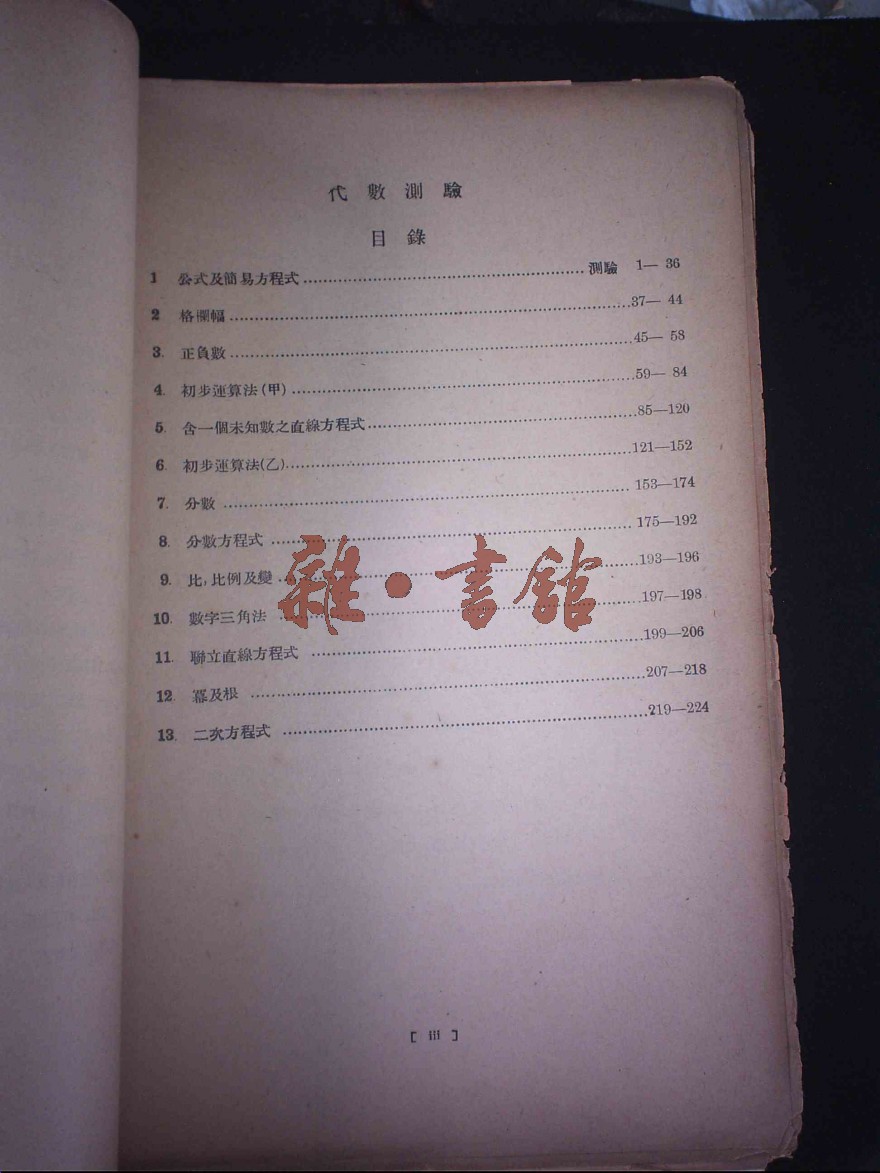 代 數 測 驗
目 錄
1 公式及簡易方程式 ........ 測驗 1— 36
2 格欄幅 ........ 37— 44
3. 正負數 ........ 45— 58
4. 初步運算法(甲) ........ 59— 84
5. 含一個未知數之直線方程式 ........ 85—120
6. 初步運算法(乙) ........ 121—152
7. 分數 ........ 153—174
8. 分數方程式 ........ 175—192
9. 比,比例及變 ........ 193—196
10. 數字三角法 ........ 197—198
11. 聯立直線方程式 ........ 199—206
12. 冪及根 ........ 207—218
13. 二次方程式 ........ 219—224
雜·書館
[ iii ]